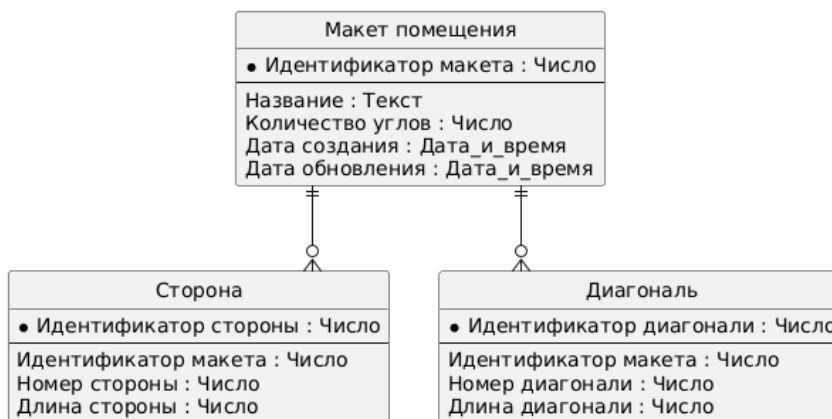 Макет помещения
Идентификатор макета : Число
Название : Текст
Количество углов : Число
Дата создания : Дата_и_время
Дата обновления : Дата_и_время
Сторона
Идентификатор стороны : Число
Идентификатор макета : Число
Номер стороны : Число
Длина стороны : Число
Диагональ
Идентификатор диагонали : Число
Идентификатор макета : Число
Номер диагонали : Число
Длина диагонали : Число